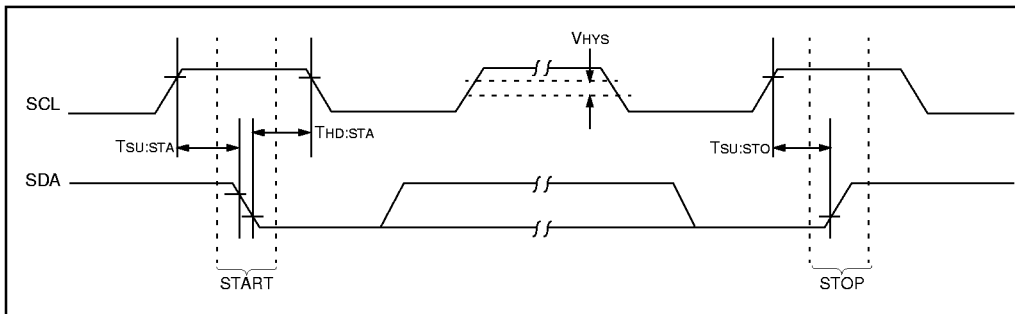 VHYS
SCL
THD:STA
TSU:STA
TSU:STO
SDA
START
STOP